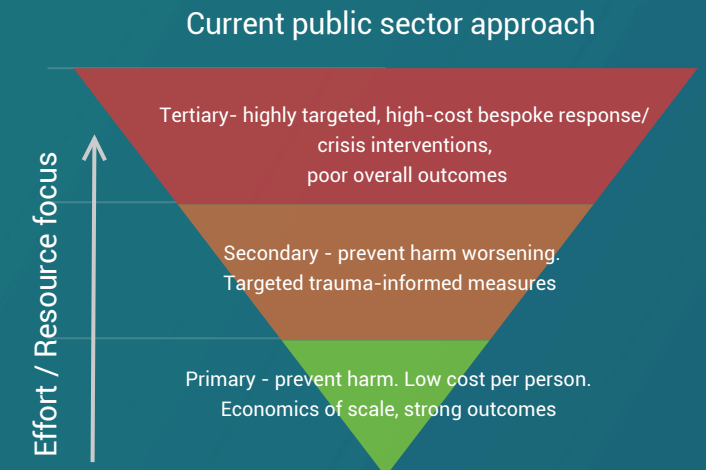 Current public sector approach
Tertiary- highly targeted, high-cost bespoke response/
crisis interventions,
poor overall outcomes
Secondary - prevent harm worsening.
Targeted trauma-informed measures
Primary - prevent harm. Low cost per person.
Economics of scale, strong outcomes
Effort / Resource focus